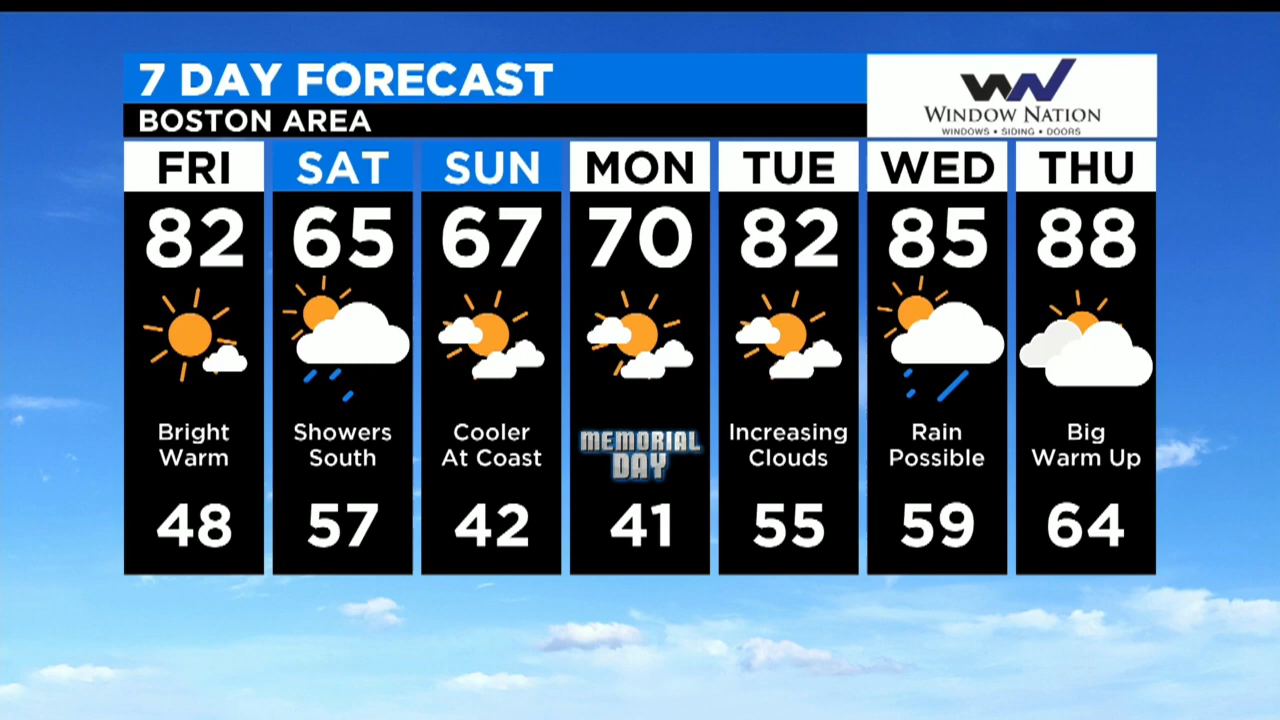 7 DAY FORECAST
BOSTON AREA
WN
WINDOW NATION
WINDOWS • SIDING • DOORS
FRI
82
Bright
Warm
48
SAT
65
Showers
South
57
SUN
67
Cooler
At Coast
42
MON
70
MEMORIAL
DAY
41
TUE
82
Increasing
Clouds
55
WED
85
Rain
Possible
59
THU
88
Big
Warm Up
64